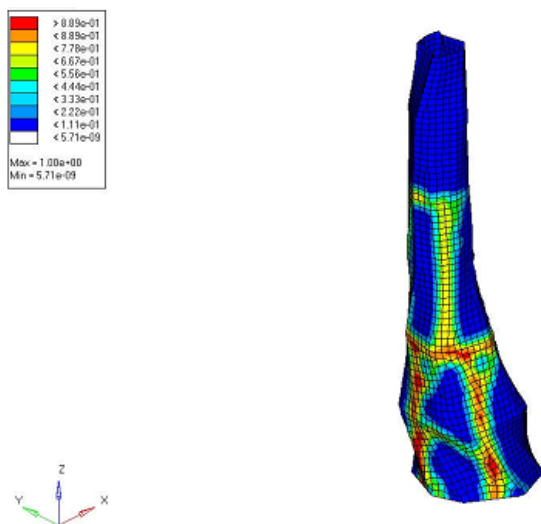 > 8.89e-01
< 8.89e-01
< 7.78e-01
< 6.67e-01
< 5.56e-01
< 4.44e-01
< 3.33e-01
< 2.22e-01
< 1.11e-01
< 5.71e-09
Max = 1.00e+00
Min = 5.71e-09
Z
Y
X